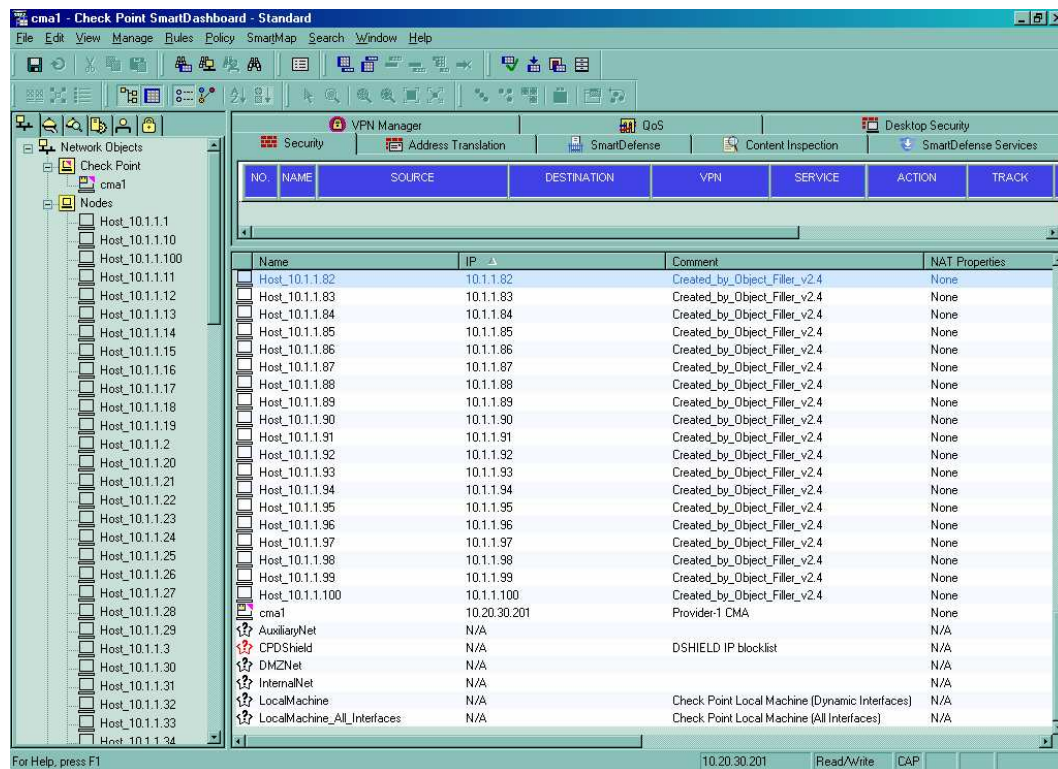 cma1 - Check Point SmartDashboard - Standard
File Edit View Manage Rules Policy SmartMap Search Window Help
VPN Manager QoS Desktop Security
Security Address Translation SmartDefense Content Inspection SmartDefense Services
NO. NAME SOURCE DESTINATION VPN SERVICE ACTION TRACK
Network Objects
Check Point
cma1
Nodes
Host_10.1.1.1
Host_10.1.1.10
Host_10.1.1.100
Host_10.1.1.11
Host_10.1.1.12
Host_10.1.1.13
Host_10.1.1.14
Host_10.1.1.15
Host_10.1.1.16
Host_10.1.1.17
Host_10.1.1.18
Host_10.1.1.19
Host_10.1.1.2
Host_10.1.1.20
Host_10.1.1.21
Host_10.1.1.22
Host_10.1.1.23
Host_10.1.1.24
Host_10.1.1.25
Host_10.1.1.26
Host_10.1.1.27
Host_10.1.1.28
Host_10.1.1.29
Host_10.1.1.3
Host_10.1.1.30
Host_10.1.1.31
Host_10.1.1.32
Host_10.1.1.33
Host_10.1.1.34
Name IP Comment NAT Properties
Host_10.1.1.82 10.1.1.82 Created_by_Object_Filler_v2.4 None
Host_10.1.1.83 10.1.1.83 Created_by_Object_Filler_v2.4 None
Host_10.1.1.84 10.1.1.84 Created_by_Object_Filler_v2.4 None
Host_10.1.1.85 10.1.1.85 Created_by_Object_Filler_v2.4 None
Host_10.1.1.86 10.1.1.86 Created_by_Object_Filler_v2.4 None
Host_10.1.1.87 10.1.1.87 Created_by_Object_Filler_v2.4 None
Host_10.1.1.88 10.1.1.88 Created_by_Object_Filler_v2.4 None
Host_10.1.1.89 10.1.1.89 Created_by_Object_Filler_v2.4 None
Host_10.1.1.90 10.1.1.90 Created_by_Object_Filler_v2.4 None
Host_10.1.1.91 10.1.1.91 Created_by_Object_Filler_v2.4 None
Host_10.1.1.92 10.1.1.92 Created_by_Object_Filler_v2.4 None
Host_10.1.1.93 10.1.1.93 Created_by_Object_Filler_v2.4 None
Host_10.1.1.94 10.1.1.94 Created_by_Object_Filler_v2.4 None
Host_10.1.1.95 10.1.1.95 Created_by_Object_Filler_v2.4 None
Host_10.1.1.96 10.1.1.96 Created_by_Object_Filler_v2.4 None
Host_10.1.1.97 10.1.1.97 Created_by_Object_Filler_v2.4 None
Host_10.1.1.98 10.1.1.98 Created_by_Object_Filler_v2.4 None
Host_10.1.1.99 10.1.1.99 Created_by_Object_Filler_v2.4 None
Host_10.1.1.100 10.1.1.100 Created_by_Object_Filler_v2.4 None
cma1 10.20.30.201 Provider-1 CMA None
AuxiliaryNet N/A N/A
CPDShield N/A DSHIELD IP blocklist N/A
DMZNet N/A N/A
InternalNet N/A N/A
LocalMachine N/A Check Point Local Machine (Dynamic Interfaces) N/A
LocalMachine_All_Interfaces N/A Check Point Local Machine (All Interfaces) N/A
For Help, press F1 10.20.30.201 Read/Write CAP